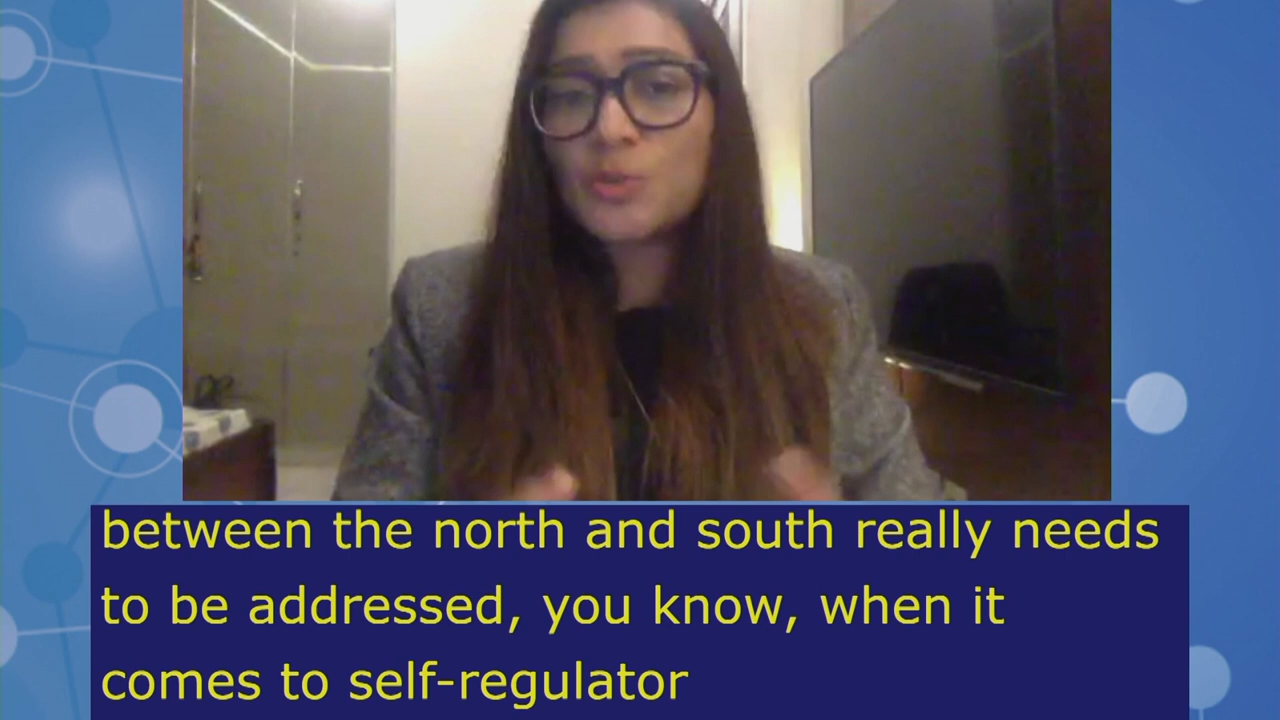 between the north and south really needs
to be addressed, you know, when it
comes to self-regulator